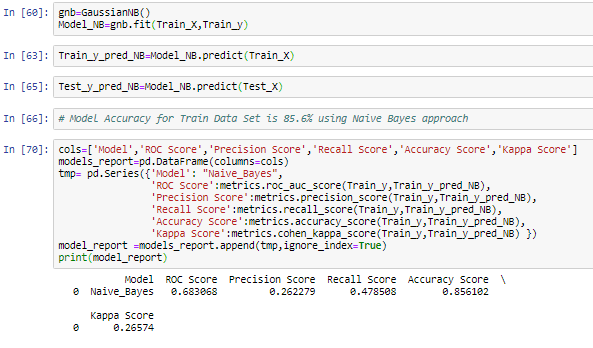 In [60]: gnb=GaussianNB()
Model_NB=gnb.fit(Train_X,Train_y)
In [63]: Train_y_pred_NB=Model_NB.predict(Train_X)
In [65]: Test_y_pred_NB=Model_NB.predict(Test_X)
In [66]: # Model Accuracy for Train Data Set is 85.6% using Naive Bayes approach
In [70]: cols=['Model','ROC Score','Precision Score','Recall Score','Accuracy Score','Kappa Score']
models_report=pd.DataFrame(columns=cols)
tmp= pd.Series({'Model': "Naive_Bayes",
'ROC Score':metrics.roc_auc_score(Train_y,Train_y_pred_NB),
'Precision Score':metrics.precision_score(Train_y,Train_y_pred_NB),
'Recall Score':metrics.recall_score(Train_y,Train_y_pred_NB),
'Accuracy Score':metrics.accuracy_score(Train_y,Train_y_pred_NB),
'Kappa Score':metrics.cohen_kappa_score(Train_y,Train_y_pred_NB) })
model_report =models_report.append(tmp,ignore_index=True)
print(model_report)
Model ROC Score Precision Score Recall Score Accuracy Score \
0 Naive_Bayes 0.683068 0.262279 0.478508 0.856102
Kappa Score
0 0.26574